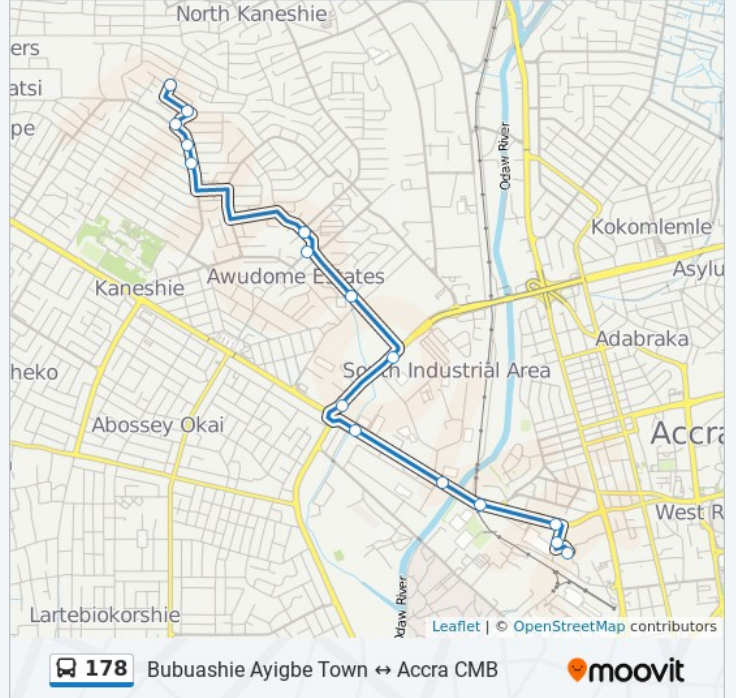 North Kaneshie
ers
atsi
pe
Odaw River
Kokomlemle
Asylu
Awudome Estates
Kaneshie
Adabraka
heko
South Industrial Area
Abossey Okai
Accra
West R
Odaw River
Lartebiokorshie
Leaflet | © OpenStreetMap contributors
178 Bubuashie Ayigbe Town ↔ Accra CMB
moovit